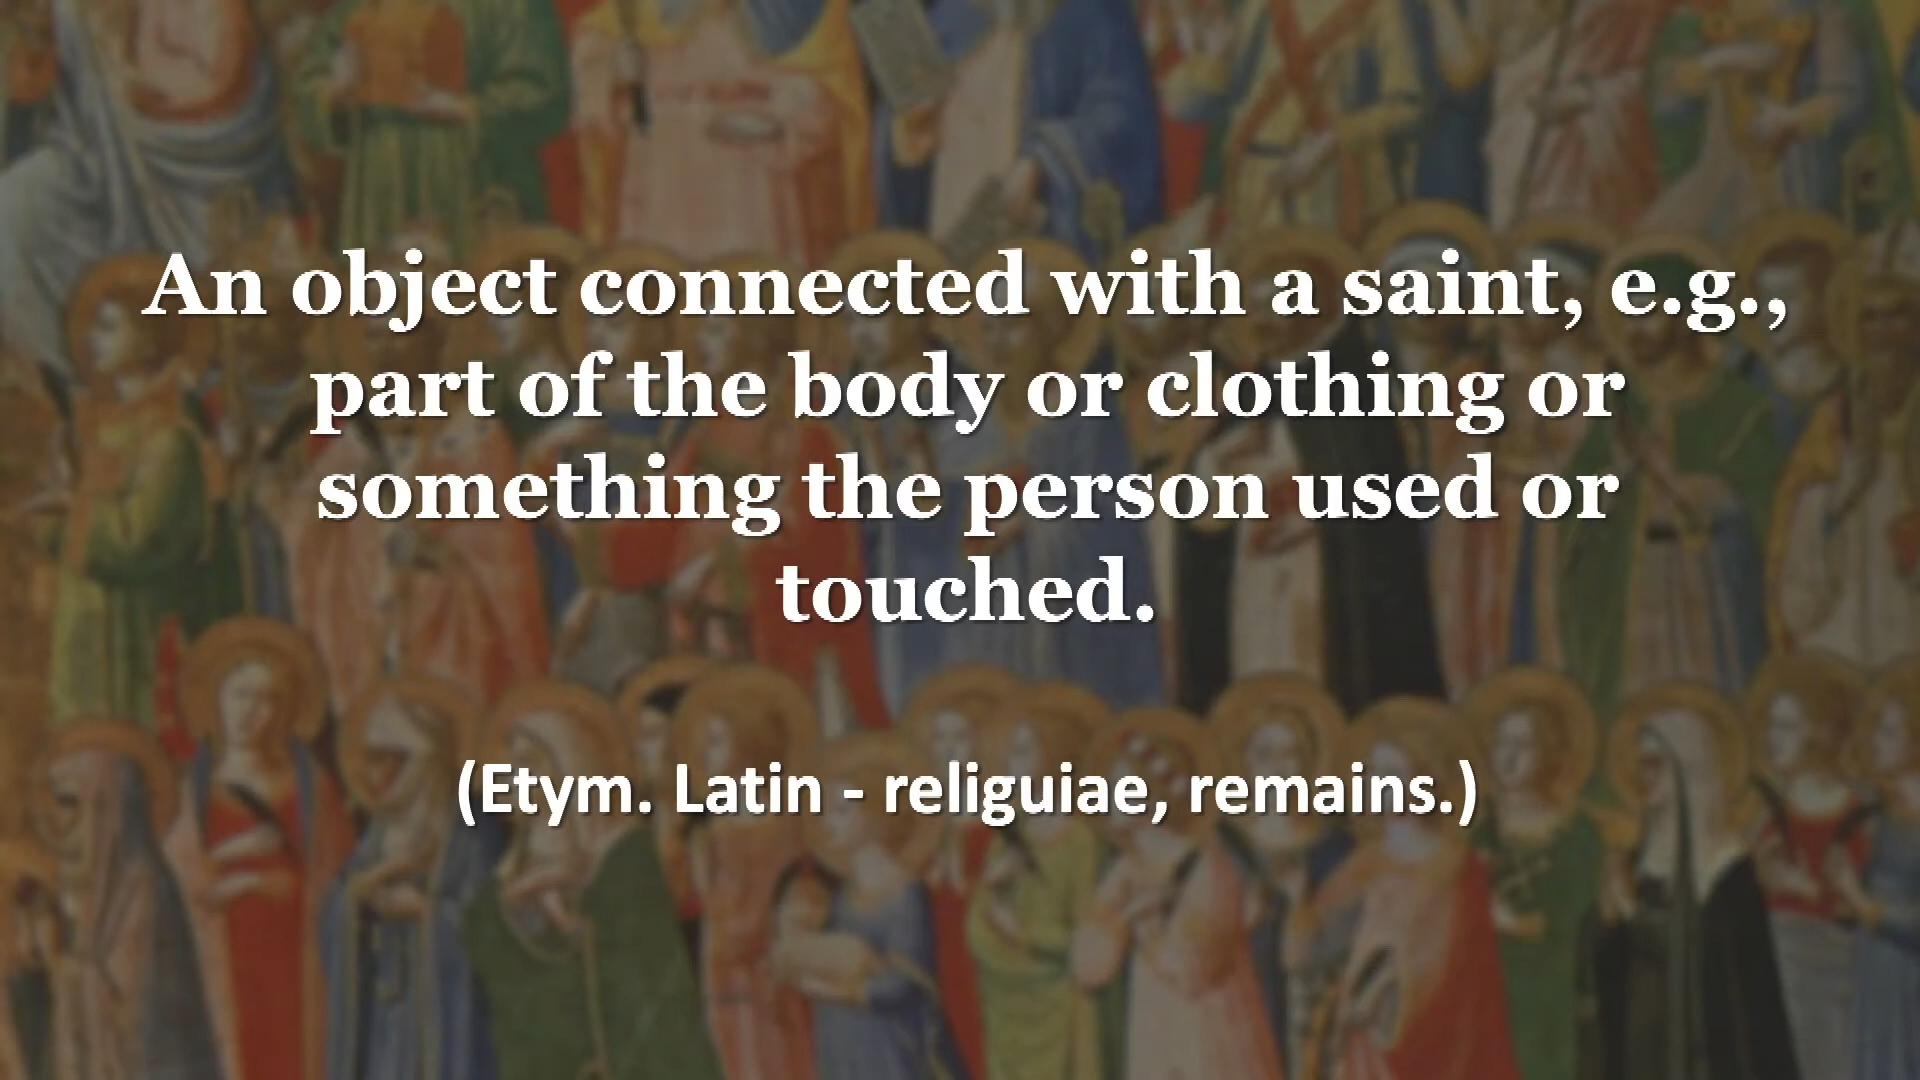 An object connected with a saint, e.g.,
part of the body or clothing or
something the person used or
touched.
(Etym. Latin - religuiae, remains.)